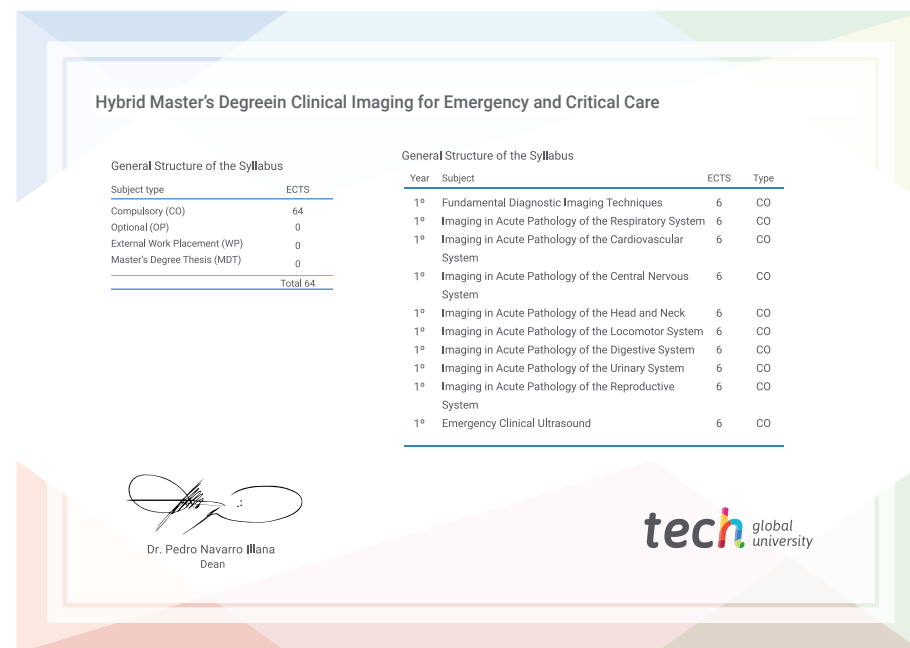 Hybrid Master's Degreein Clinical Imaging for Emergency and Critical Care
General Structure of the Syllabus
Subject type ECTS
Compulsory (CO) 64
Optional (OP) 0
External Work Placement (WP) 0
Master's Degree Thesis (MDT) 0
Total 64
General Structure of the Syllabus
Year Subject ECTS Type
1º Fundamental Diagnostic Imaging Techniques 6 CO
1º Imaging in Acute Pathology of the Respiratory System 6 CO
1º Imaging in Acute Pathology of the Cardiovascular 6 CO
System
1º Imaging in Acute Pathology of the Central Nervous 6 CO
System
1º Imaging in Acute Pathology of the Head and Neck 6 CO
1º Imaging in Acute Pathology of the Locomotor System 6 CO
1º Imaging in Acute Pathology of the Digestive System 6 CO
1º Imaging in Acute Pathology of the Urinary System 6 CO
1º Imaging in Acute Pathology of the Reproductive 6 CO
System
1º Emergency Clinical Ultrasound 6 CO
Dr. Pedro Navarro Illana
Dean
tech global
university